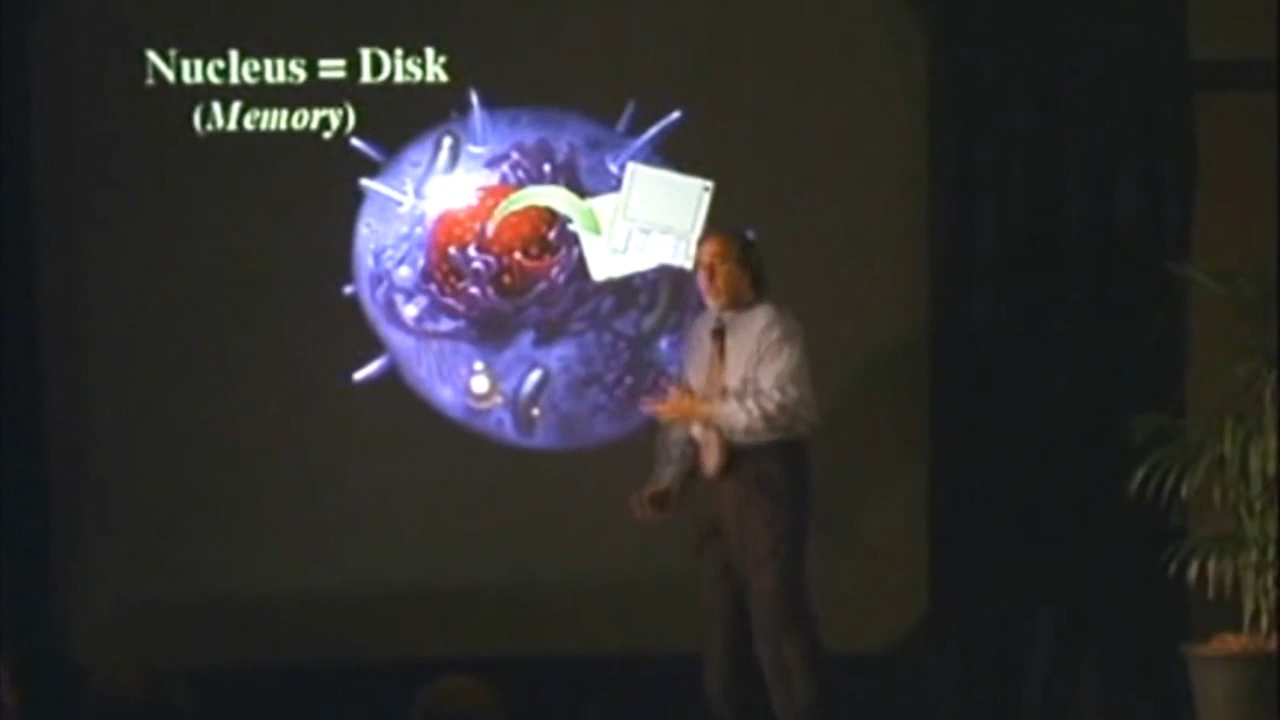 Nucleus = Disk
(Memory)